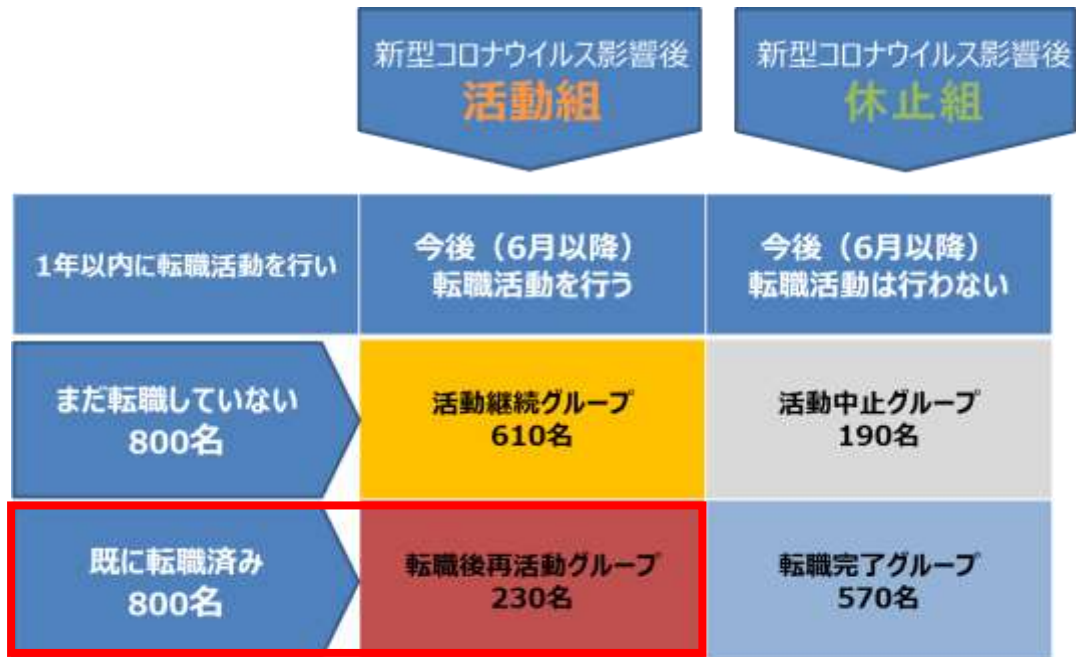 新型コロナウイルス影響後
活動組
新型コロナウイルス影響後
休止組
1年以内に転職活動を行い
今後（6月以降）
転職活動を行う
今後（6月以降）
転職活動は行わない
まだ転職していない
800名
活動継続グループ
610名
活動中止グループ
190名
既に転職済み
800名
転職後再活動グループ
230名
転職完了グループ
570名